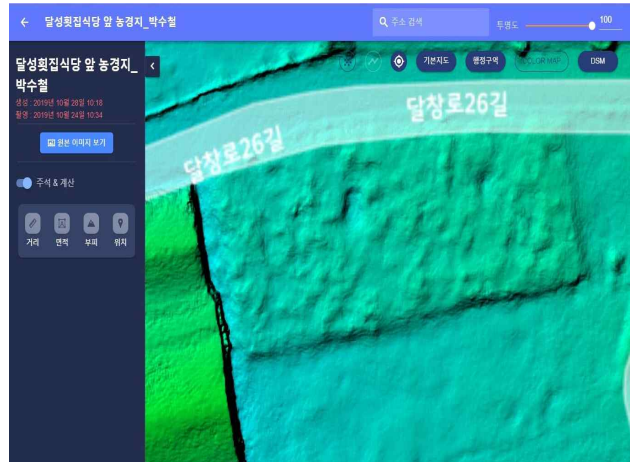 달성횟집식당 앞 농경지_박수철
주소 검색
투명도
100
달성횟집식당 앞 농경지_
박수철
생성 : 2019년 10월 28일 10:18
촬영 : 2019년 10월 24일 10:34
원본 이미지 보기
주석 & 계산
거리 면적 부피 위치
기본지도 행정구역 COLOR MAP DSM
달창로26길
달창로26길